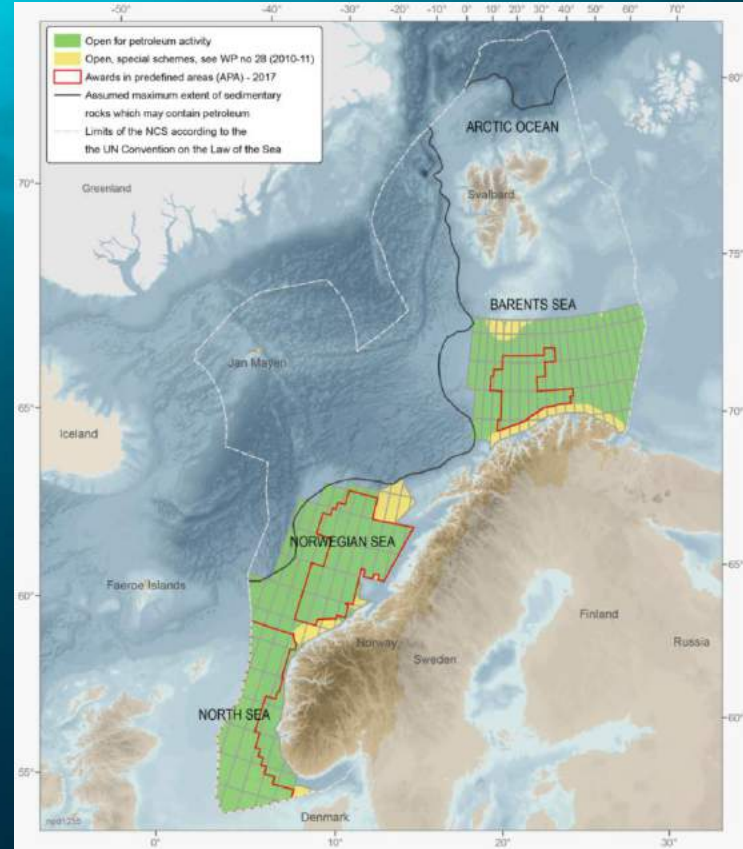 -50°
-40°
-30°
-20°
-10°
0°
10°
20°
30°
40°
50°
60°
70°
Open for petroleum activity
Open, special schemes, see WP no 28 (2010-11)
Awards in predefined areas (APA) - 2017
Assumed maximum extent of sedimentary
rocks which may contain petroleum
Limits of the NCS according to the
the UN Convention on the Law of the Sea
80°
ARCTIC OCEAN
70°
Greenland
Svalbard
75°
BARENTS SEA
Jan Mayen
65°
70°
Iceland
NORWEGIAN SEA
65°
Faeroe Islands
60°
Finland
Norway
Russia
Sweden
NORTH SEA
60°
55°
Denmark
0°
10°
20°
30°